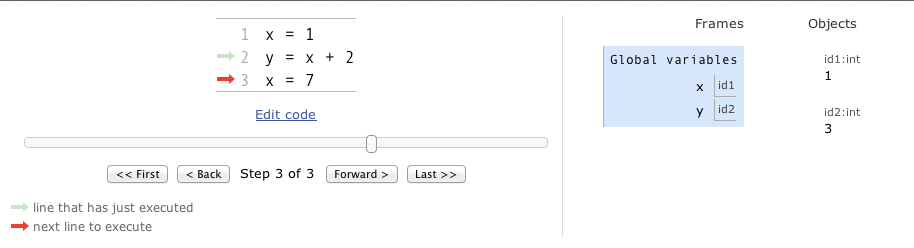 1 x = 1
2 y = x + 2
3 x = 7
Edit code
<< First < Back Step 3 of 3 Forward > Last >>
line that has just executed
next line to execute
Frames Objects
Global variables
x id1
y id2
id1:int
1
id2:int
3